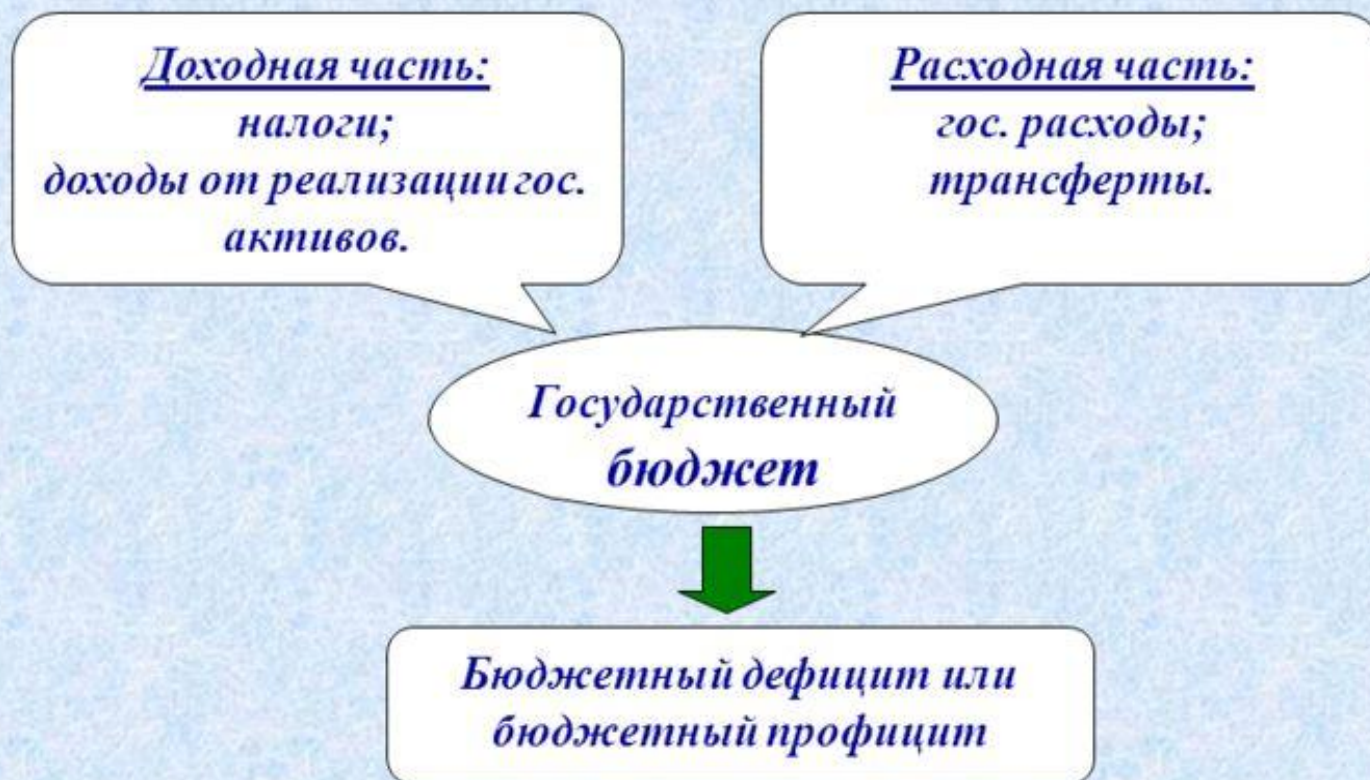 Доходная часть:
налоги;
доходы от реализации гос.
активов.
Расходная часть:
гос. расходы;
трансферты.
Государственный
бюджет
Бюджетный дефицит или
бюджетный профицит